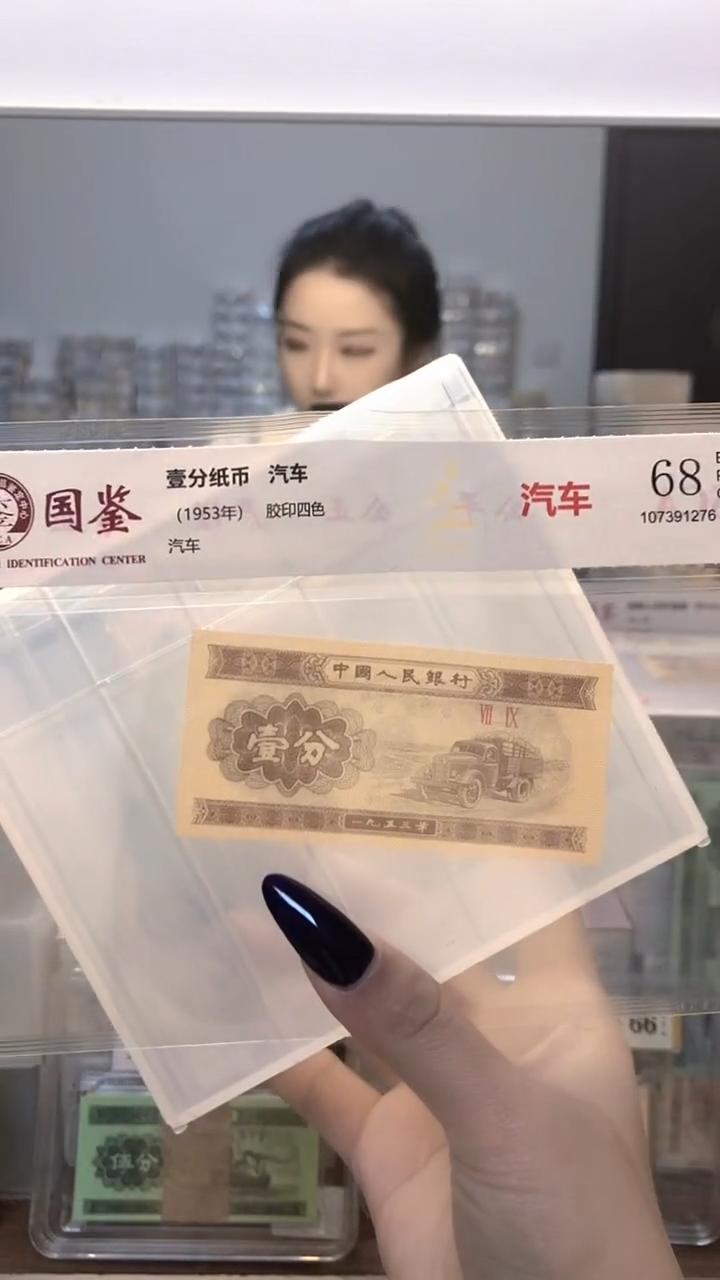 国鉴
IDENTIFICATION CENTER
壹分纸币 汽车
(1953年) 胶印四色
汽车
汽车
68
107391276
中國人民銀行
VII IX
壹分
一九五三年
66
伍分